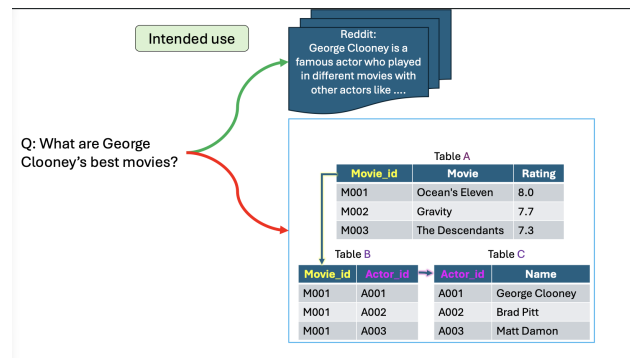 Intended use
Reddit:
George Clooney is a
famous actor who played
in different movies with
other actors like ....
Q: What are George
Clooney's best movies?
Table A
Movie_id Movie Rating
M001 Ocean's Eleven 8.0
M002 Gravity 7.7
M003 The Descendants 7.3
Table B
Movie_id Actor_id
M001 A001
M001 A002
M001 A003
Table C
Actor_id Name
A001 George Clooney
A002 Brad Pitt
A003 Matt Damon